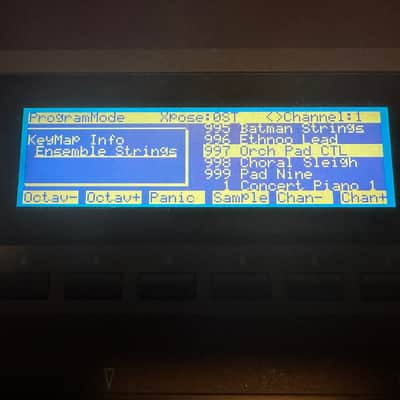 ProgramMode Xpose:0ST <>Channel:1
KeyMap Info
Ensemble Strings
995 Batman Strings
996 Ethnoo Lead
997 Orch Pad CTL
998 Choral Sleigh
999 Pad Nine
1 Concert Piano 1
Octav- Octav+ Panic Sample Chan- Chan+